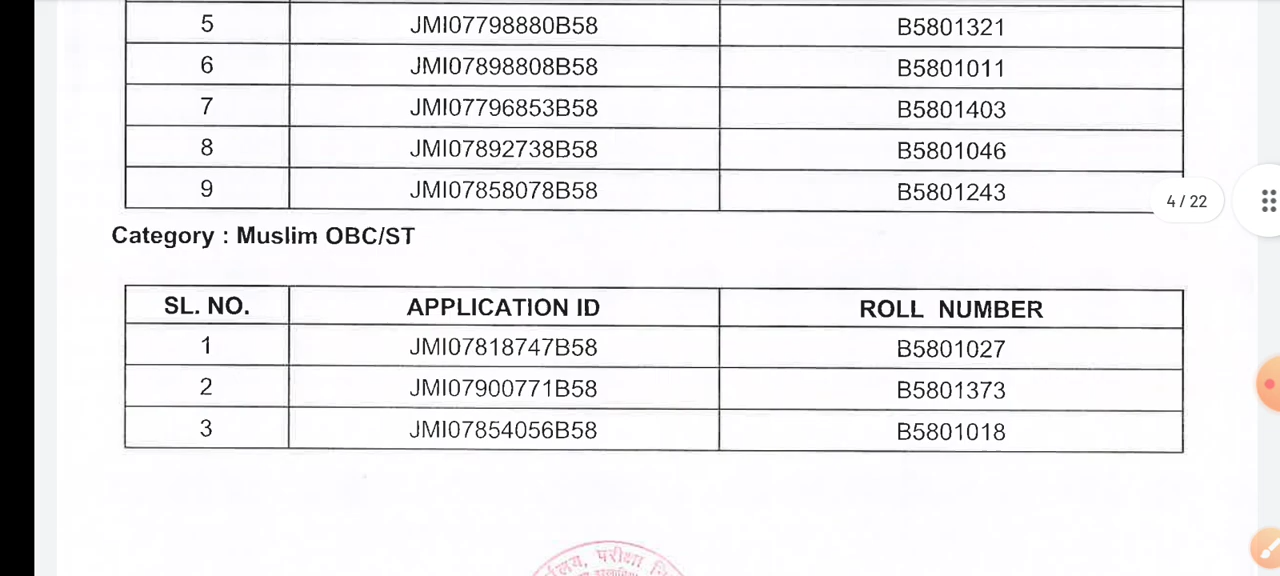 5 JMI07798880B58 B5801321
6 JMI07898808B58 B5801011
7 JMI07796853B58 B5801403
8 JMI07892738B58 B5801046
9 JMI07858078B58 B5801243
4 / 22
Category : Muslim OBC/ST
SL. NO. APPLICATION ID ROLL NUMBER
1 JMI07818747B58 B5801027
2 JMI07900771B58 B5801373
3 JMI07854056B58 B5801018
परीक्षा